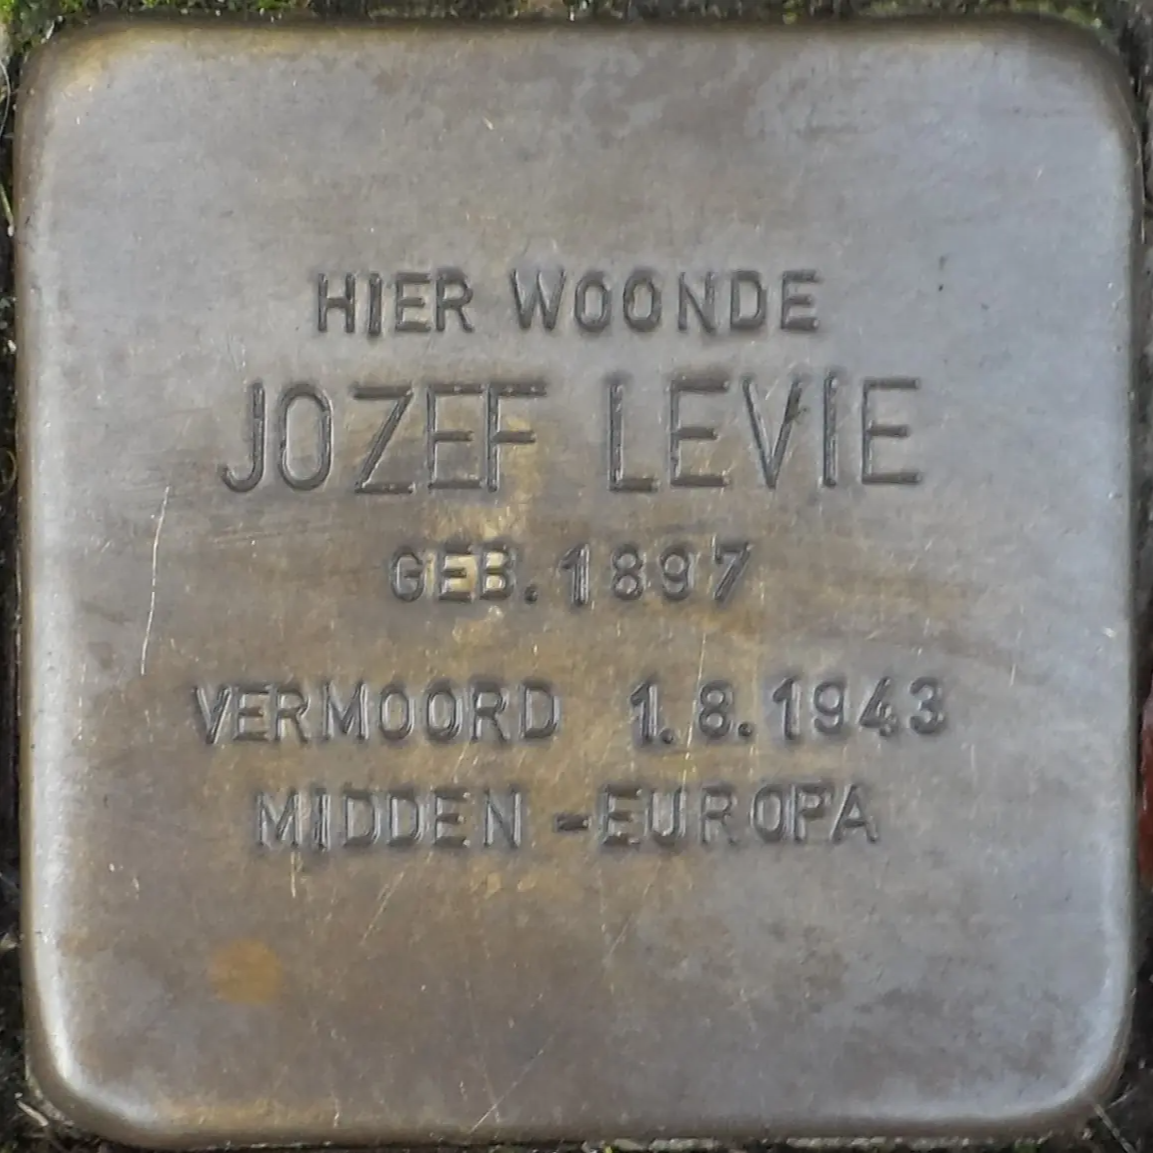 HIER WOONDE
JOZEF LEVIE
GEB. 1897
VERMOORD 1.8.1943
MIDDEN-EUROPA